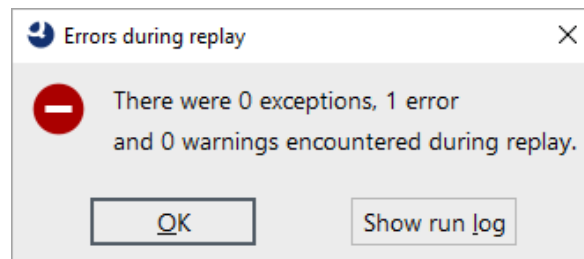 Errors during replay
There were 0 exceptions, 1 error
and 0 warnings encountered during replay.
OK
Show run log